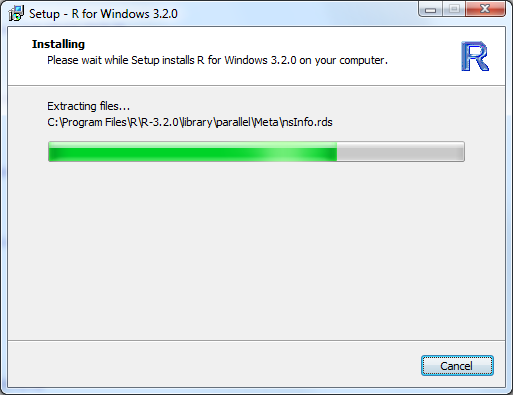 Setup - R for Windows 3.2.0
Installing
Please wait while Setup installs R for Windows 3.2.0 on your computer.
R
Extracting files...
C:\Program Files\R\R-3.2.0\library\parallel\Meta\nsInfo.rds
Cancel